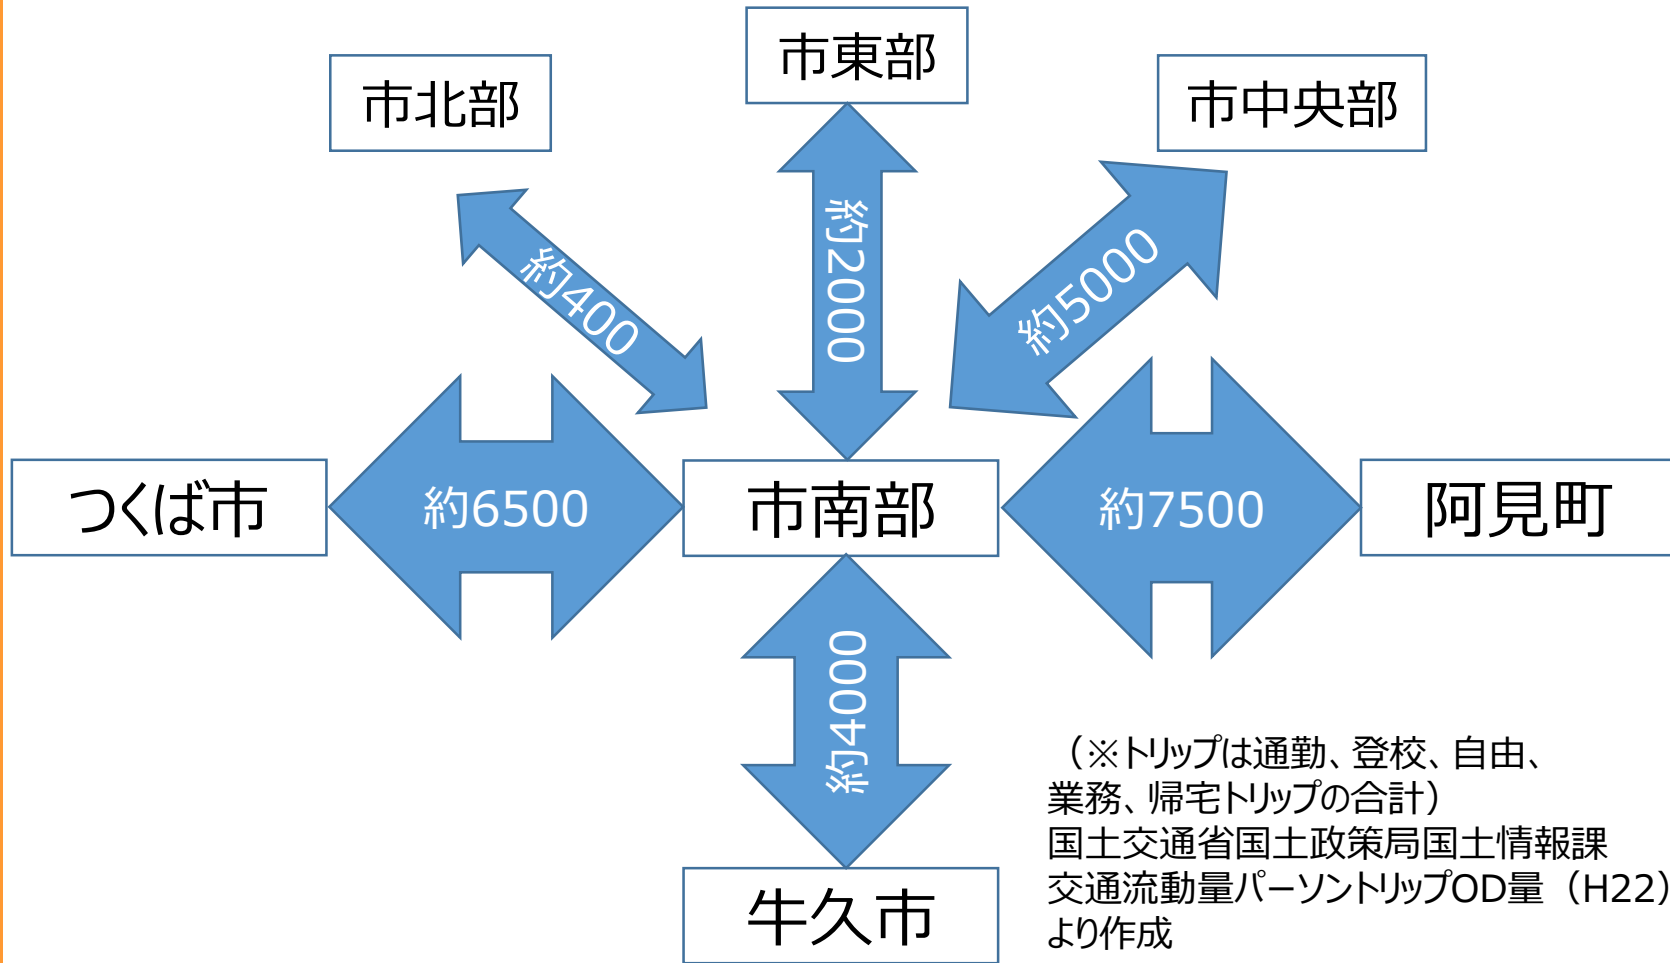 市東部
市北部
市中央部
約2000
約400
約5000
つくば市
約6500
市南部
約7500
阿見町
約4000
牛久市
（※トリップは通勤、登校、自由、
業務、帰宅トリップの合計）
国土交通省国土政策局国土情報課
交通流動量パーソントリップOD量（H22）
より作成